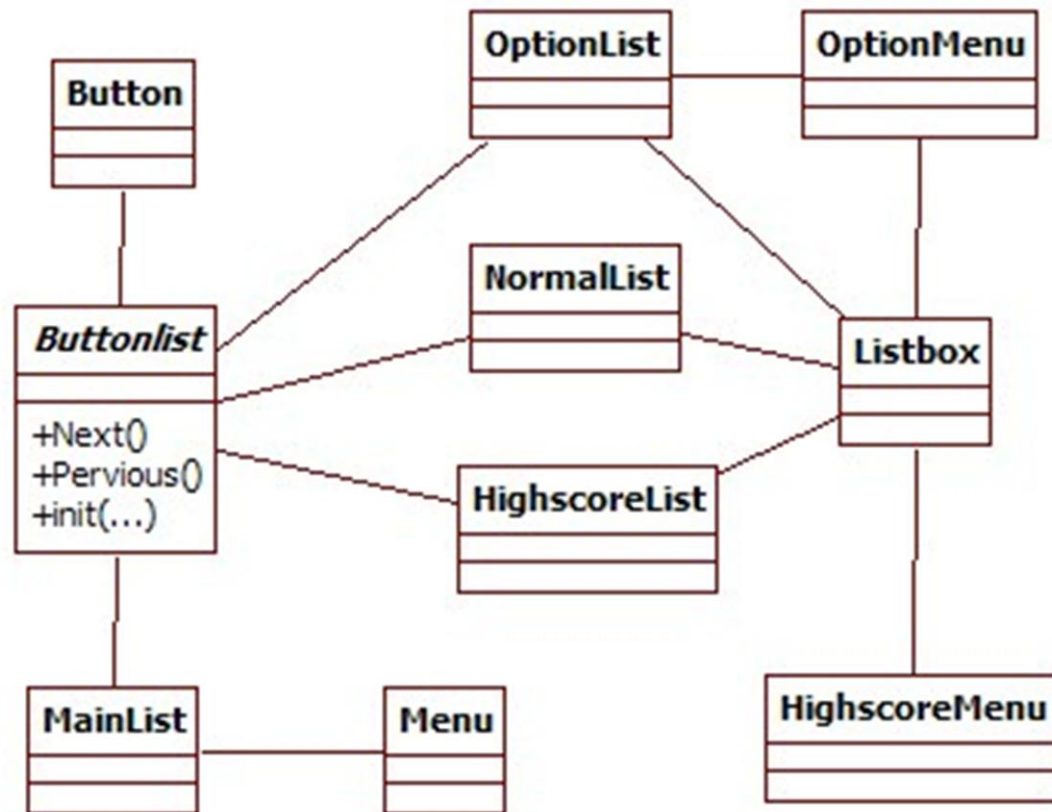 OptionList
OptionMenu
Button
NormalList
Buttonlist
Listbox
+Next()
+Pervious()
+init(...)
HighscoreList
MainList
Menu
HighscoreMenu